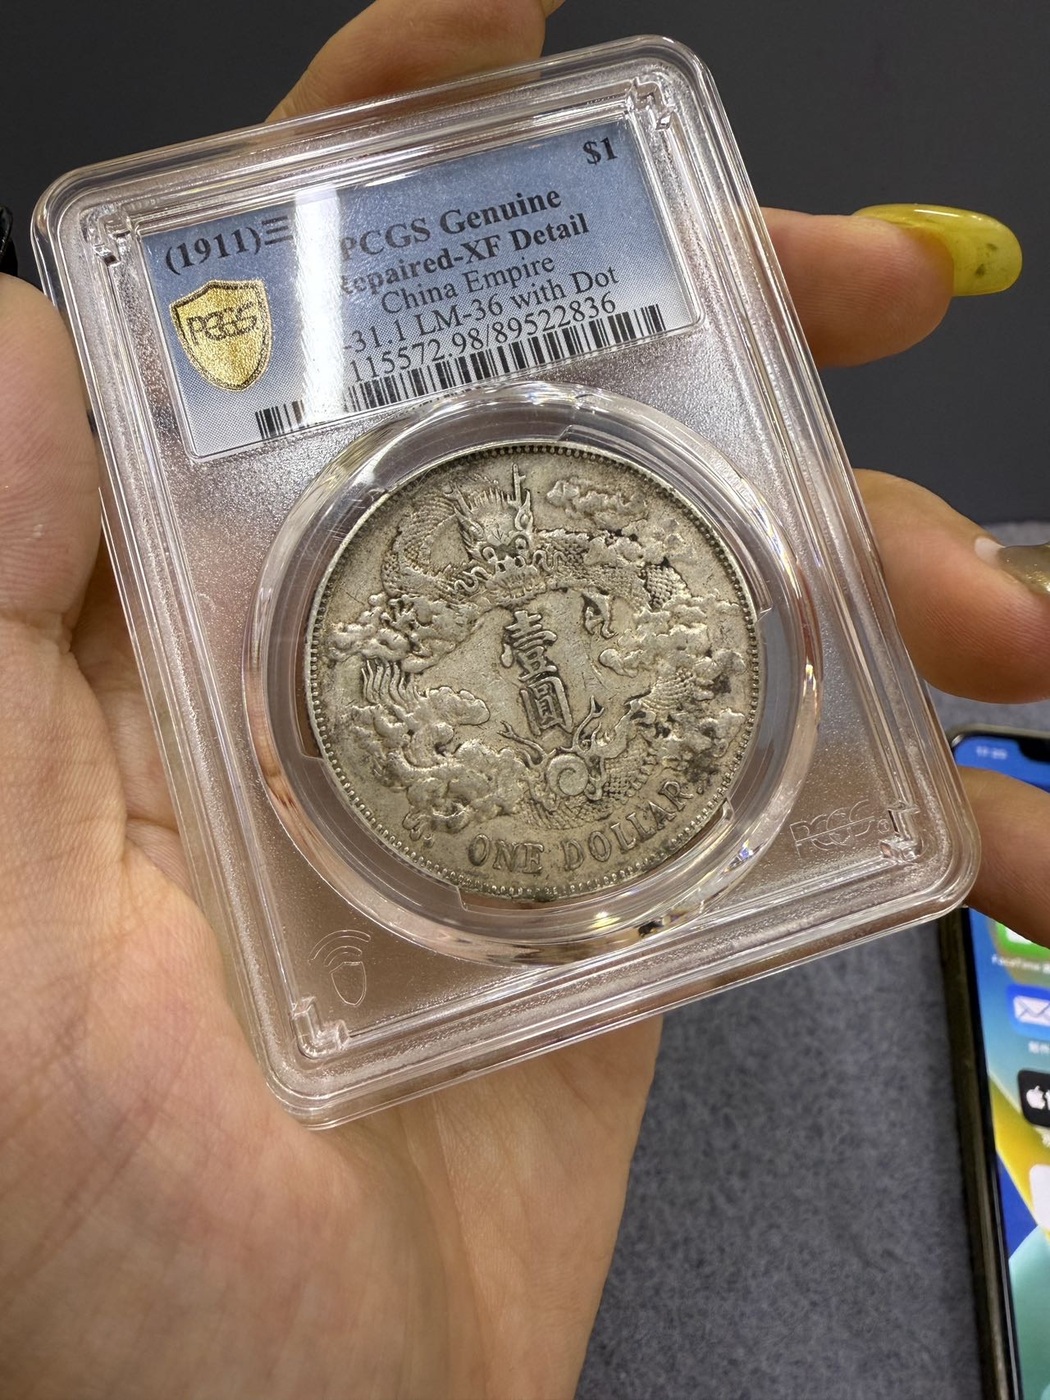 $1
(1911)三 PCGS Genuine
Repaired-XF Detail
China Empire
.31.1 LM-36 with Dot
115572.98/89522836
PCGS
壹圓
ONE DOLLAR
PCGS